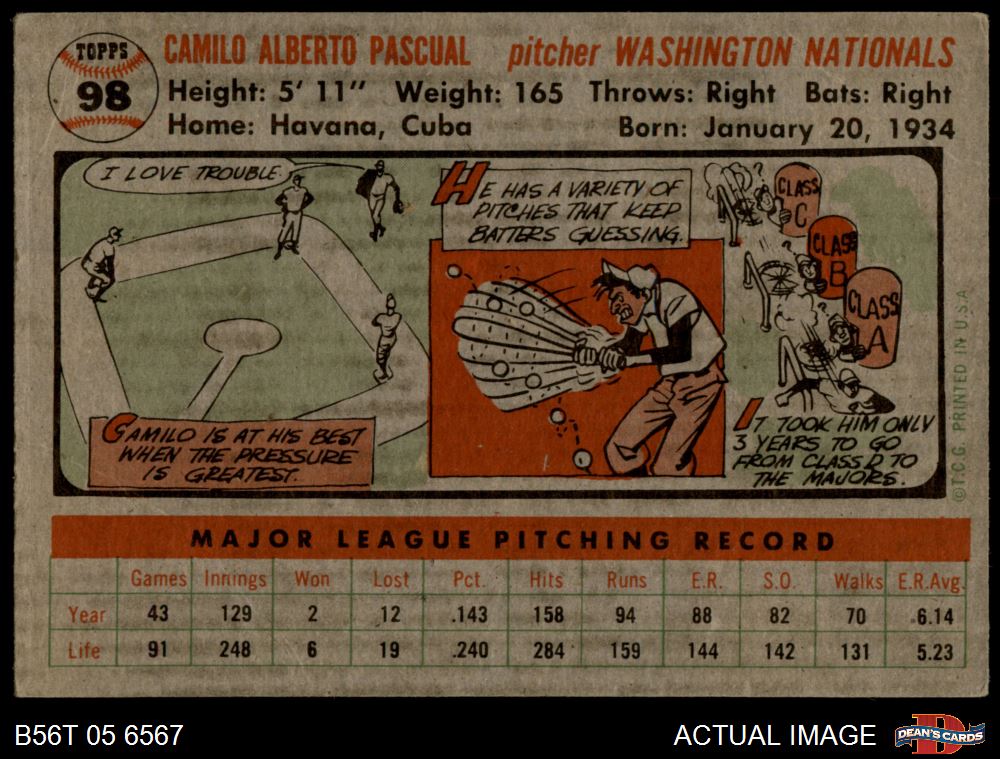 TOPPS
98
CAMILO ALBERTO PASCUAL pitcher WASHINGTON NATIONALS
Height: 5' 11" Weight: 165 Throws: Right Bats: Right
Home: Havana, Cuba Born: January 20, 1934
I LOVE TROUBLE
CAMILO IS AT HIS BEST
WHEN THE PRESSURE
IS GREATEST.
HE HAS A VARIETY OF
PITCHES THAT KEEP
BATTERS GUESSING.
?
CLASS
C
?
CLASS
B
?
CLASS
A
IT TOOK HIM ONLY
3 YEARS TO GO
FROM CLASS D TO
THE MAJORS.
©T.C.G. PRINTED IN U.S.A.
MAJOR LEAGUE PITCHING RECORD
Games Innings Won Lost Pct. Hits Runs E.R. S.O. Walks E.R.Avg.
Year 43 129 2 12 .143 158 94 88 82 70 6.14
Life 91 248 6 19 .240 284 159 144 142 131 5.23
B56T 05 6567 ACTUAL IMAGE
D
DEAN'S CARDS